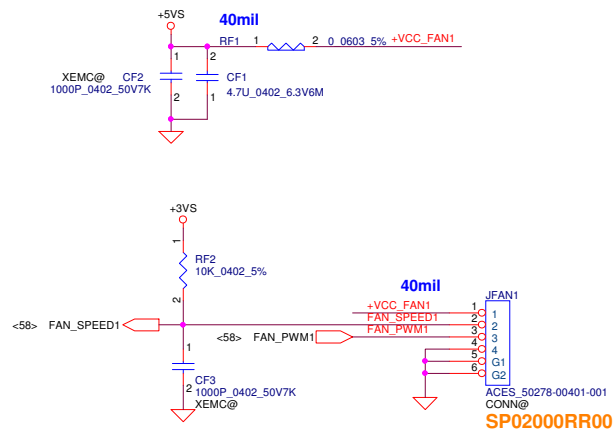 +5VS
40mil
RF1 1 2 0_0603_5% +VCC_FAN1
1 2
XEMC@ CF2 CF1
1000P_0402_50V7K 4.7U_0402_6.3V6M
2 1
+3VS
1
RF2
10K_0402_5%
2
40mil
JFAN1
+VCC_FAN1 1 1
<58> FAN_SPEED1 FAN_SPEED1 2 2
<58> FAN_PWM1 FAN_PWM1 3 3
4 4
1 5 G1
6 G2
CF3
2 1000P_0402_50V7K
XEMC@
ACES_50278-00401-001
CONN@
SP02000RR00